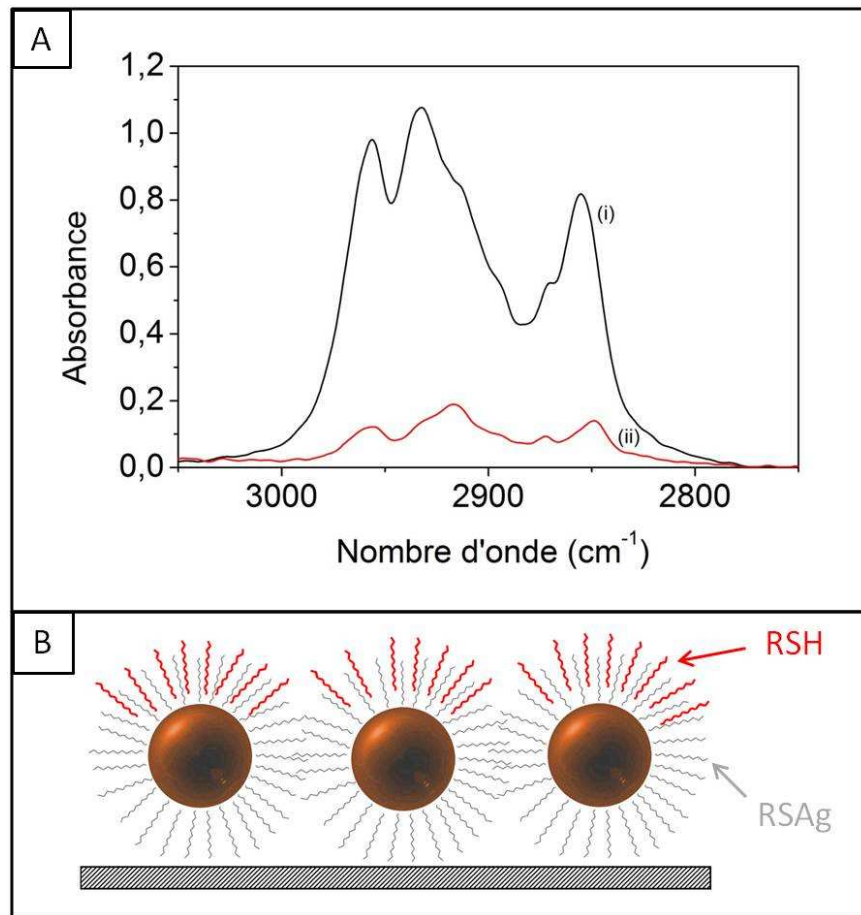 A
1,2
1,0
0,8
0,6
0,4
0,2
0,0
Absorbance
(i)
(ii)
3000 2900 2800
Nombre d'onde (cm⁻¹)
B
RSH
RSAg